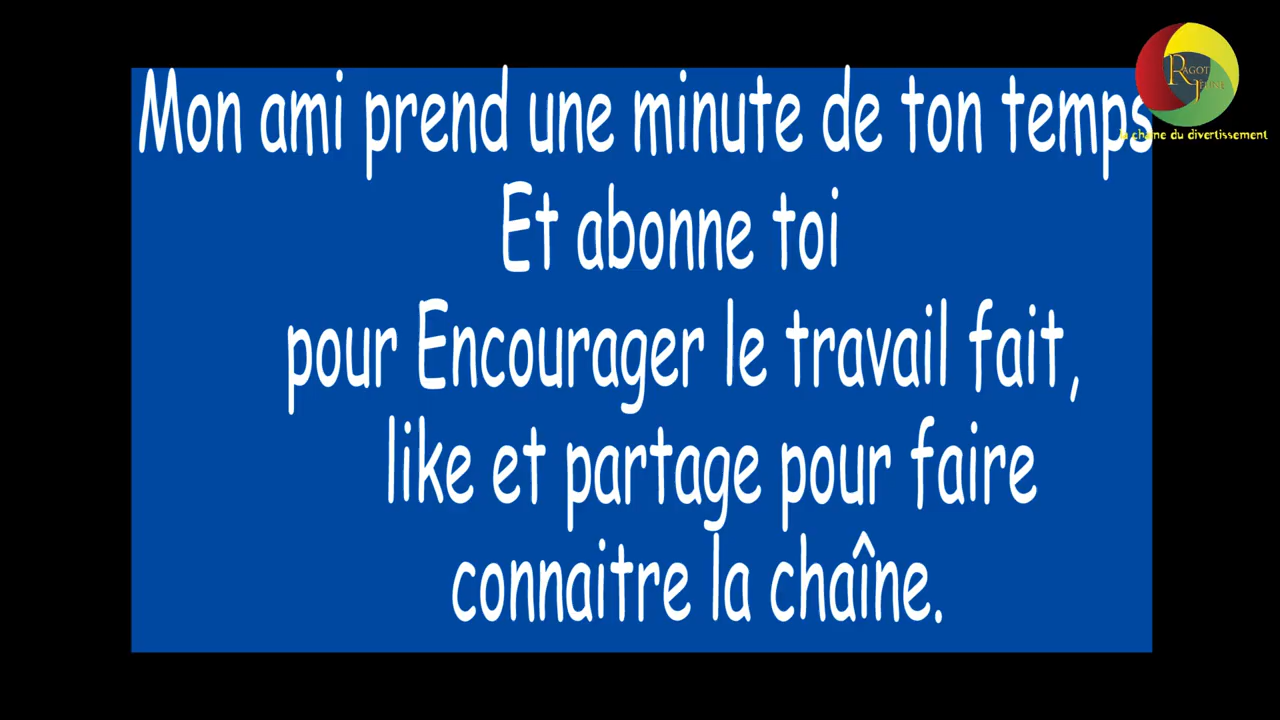 Mon ami prend une minute de ton temps
Et abonne toi
pour Encourager le travail fait,
like et partage pour faire
connaitre la chaîne.
RAGOT
la chaîne du divertissement